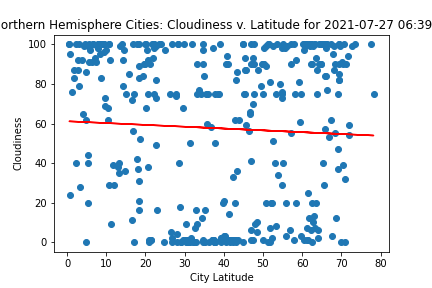 orthern Hemisphere Cities: Cloudiness v. Latitude for 2021-07-27 06:39
100
80
60
40
20
0
Cloudiness
0 10 20 30 40 50 60 70 80
City Latitude